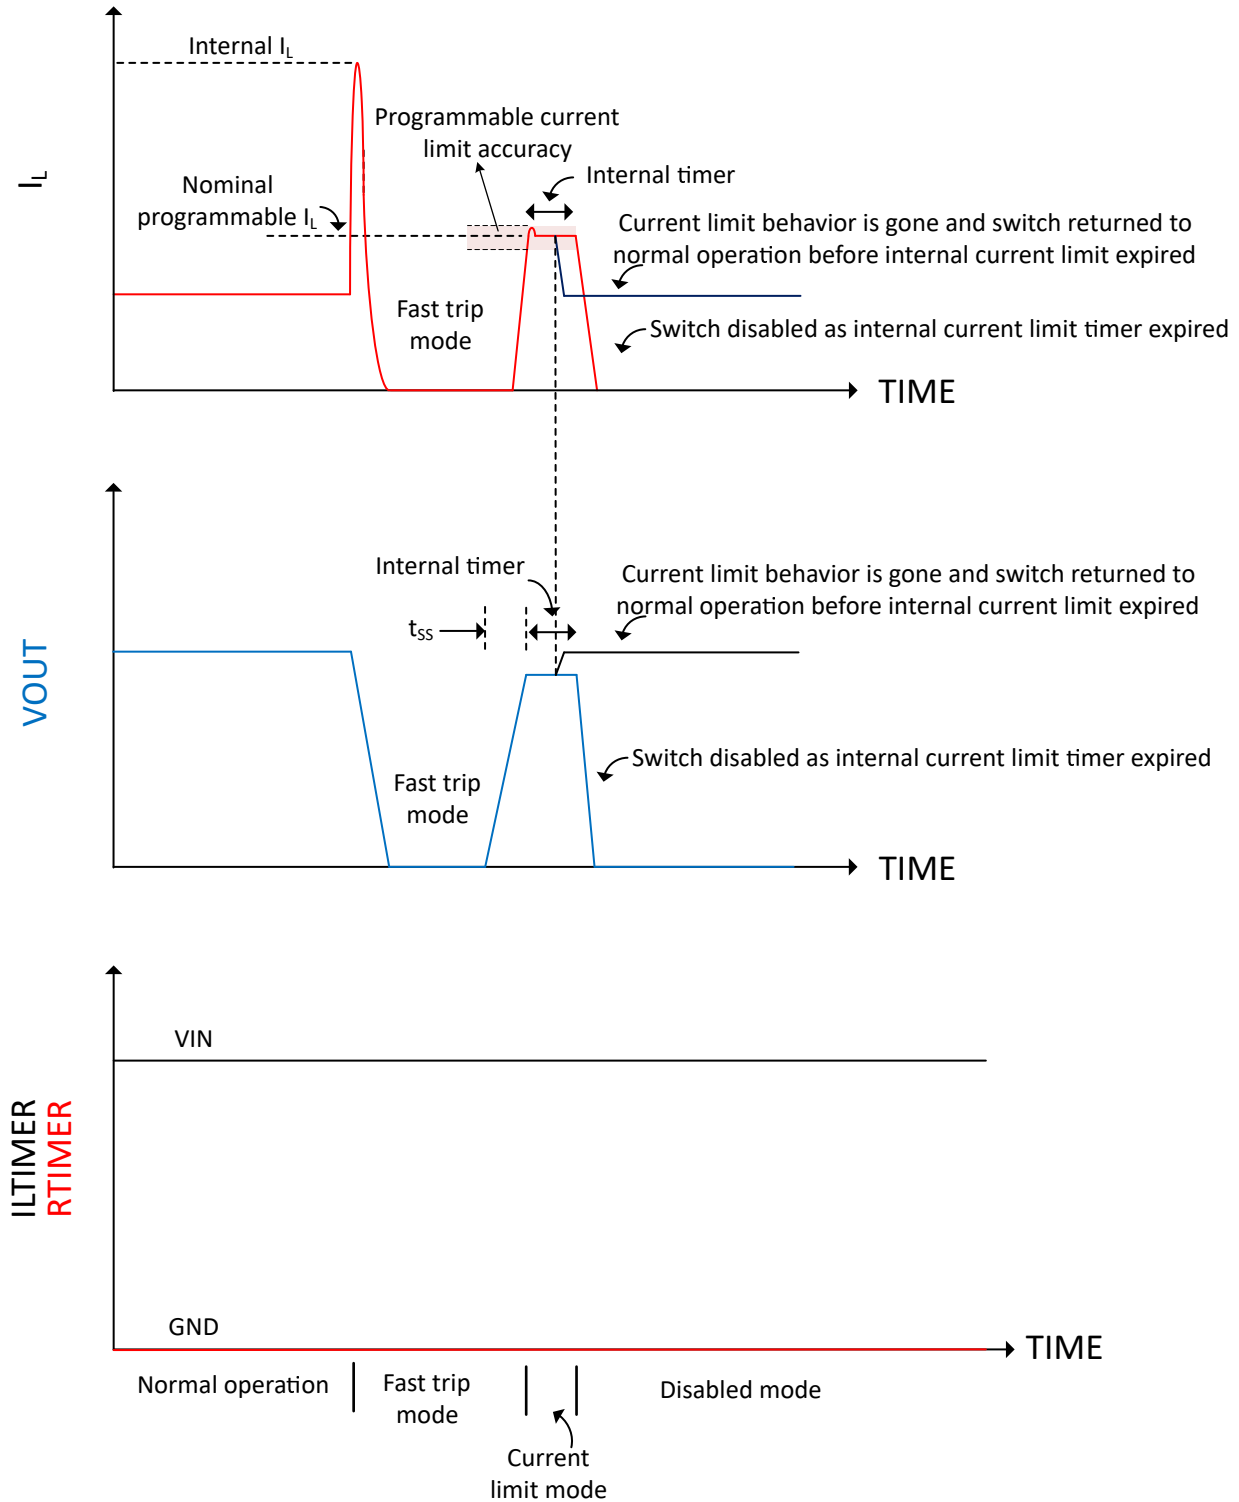 Internal IL
Programmable current
limit accuracy
Internal timer
Nominal
programmable IL
Current limit behavior is gone and switch returned to
normal operation before internal current limit expired
Fast trip
mode
Switch disabled as internal current limit timer expired
IL
TIME
Internal timer
Current limit behavior is gone and switch returned to
normal operation before internal current limit expired
tSS
VOUT
Switch disabled as internal current limit timer expired
Fast trip
mode
TIME
VIN
ILTIMER
RTIMER
GND
TIME
Normal operation
Fast trip
mode
Disabled mode
Current
limit mode